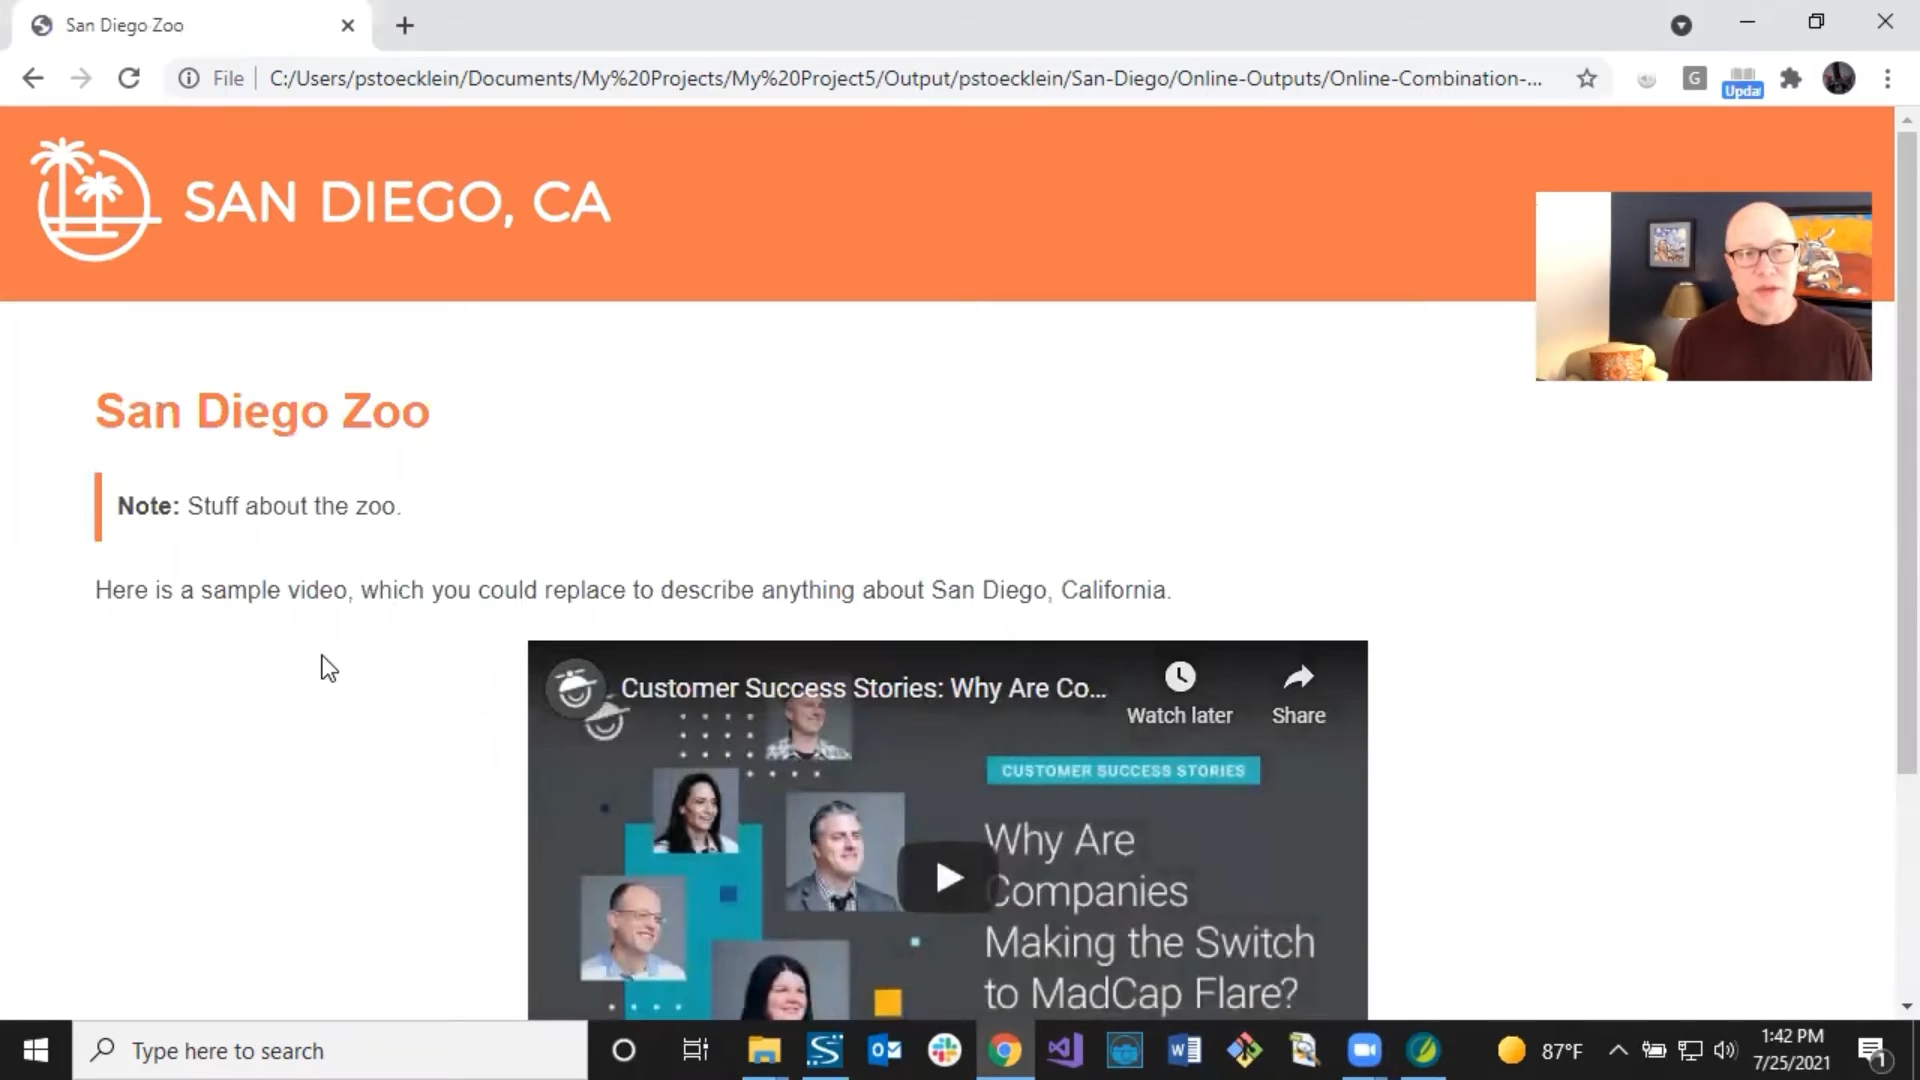 San Diego Zoo
File
C:/Users/pstoecklein/Documents/My%20Projects/My%20Project5/Output/pstoecklein/San-Diego/Online-Outputs/Online-Combination-...
G
Upda
SAN DIEGO, CA
San Diego Zoo
Note: Stuff about the zoo.
Here is a sample video, which you could replace to describe anything about San Diego, California.
Customer Success Stories: Why Are Co...
Watch later
Share
CUSTOMER SUCCESS STORIES
Why Are
Companies
Making the Switch
to MadCap Flare?
Type here to search
87°F
1:42 PM
7/25/2021
1